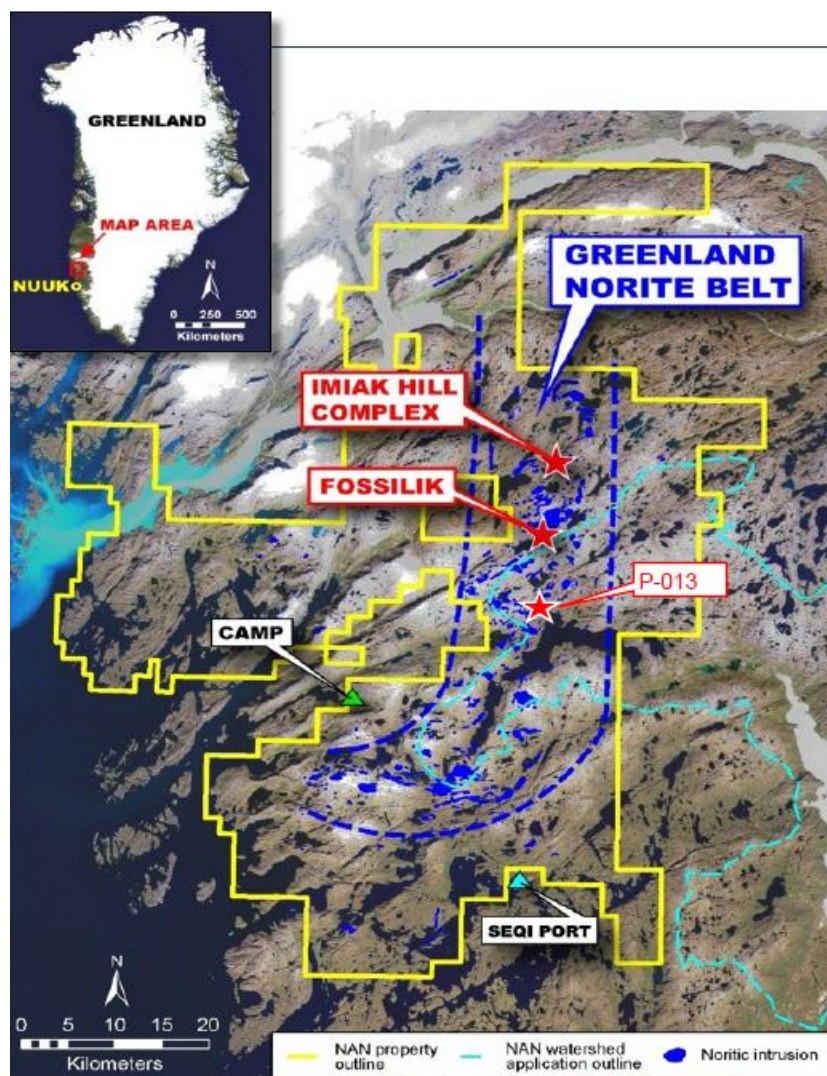 GREENLAND
MAP AREA
NUUK
N
0 250 500
Kilometers
GREENLAND
NORITE BELT
IMIAK HILL
COMPLEX
FOSSILIK
P-013
CAMP
SEQI PORT
N
0 5 10 20
Kilometers
NAN property
outline
NAN watershed
application outline
Noritic intrusion